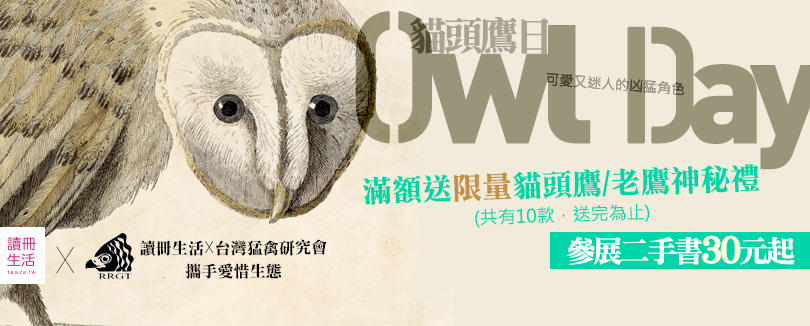 貓頭鷹日
Owl Day
可愛又迷人的凶猛角色
滿額送限量貓頭鷹/老鷹神秘禮
(共有10款，送完為止)
參展二手書30元起
讀冊
生活
taaze.tw
X
RRGT
讀冊生活X台灣猛禽研究會
攜手愛惜生態